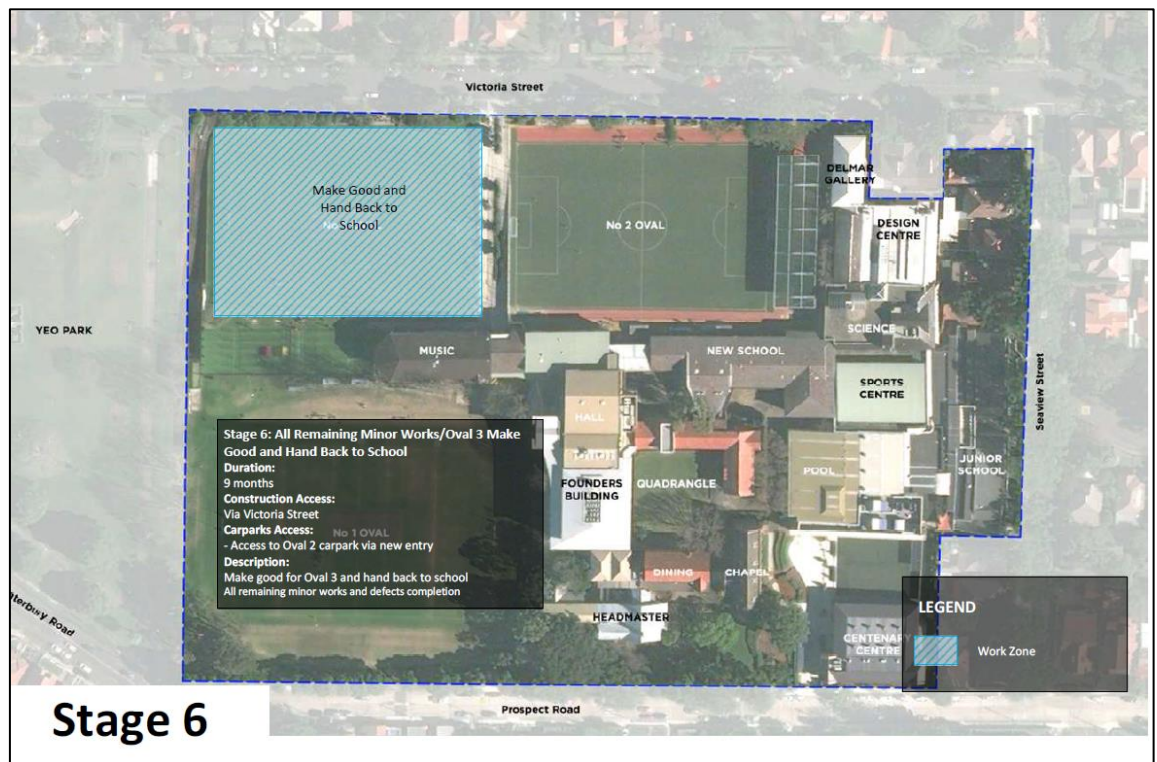 Victoria Street
Make Good and
Hand Back to
School
DELMAR
GALLERY
DESIGN
CENTRE
No 2 OVAL
YEO PARK
MUSIC
NEW SCHOOL
SCIENCE
SPORTS
CENTRE
Seaview Street
HALL
Stage 6: All Remaining Minor Works/Oval 3 Make
Good and Hand Back to School
Duration:
9 months
Construction Access:
Via Victoria Street
Carparks Access:
- Access to Oval 2 carpark via new entry
Description:
Make good for Oval 3 and hand back to school
All remaining minor works and defects completion
No 1 OVAL
FOUNDERS
BUILDING
QUADRANGLE
POOL
JUNIOR
SCHOOL
DINING
CHAPEL
HEADMASTER
CENTENARY
CENTRE
LEGEND
Work Zone
Road
Prospect Road
Stage 6